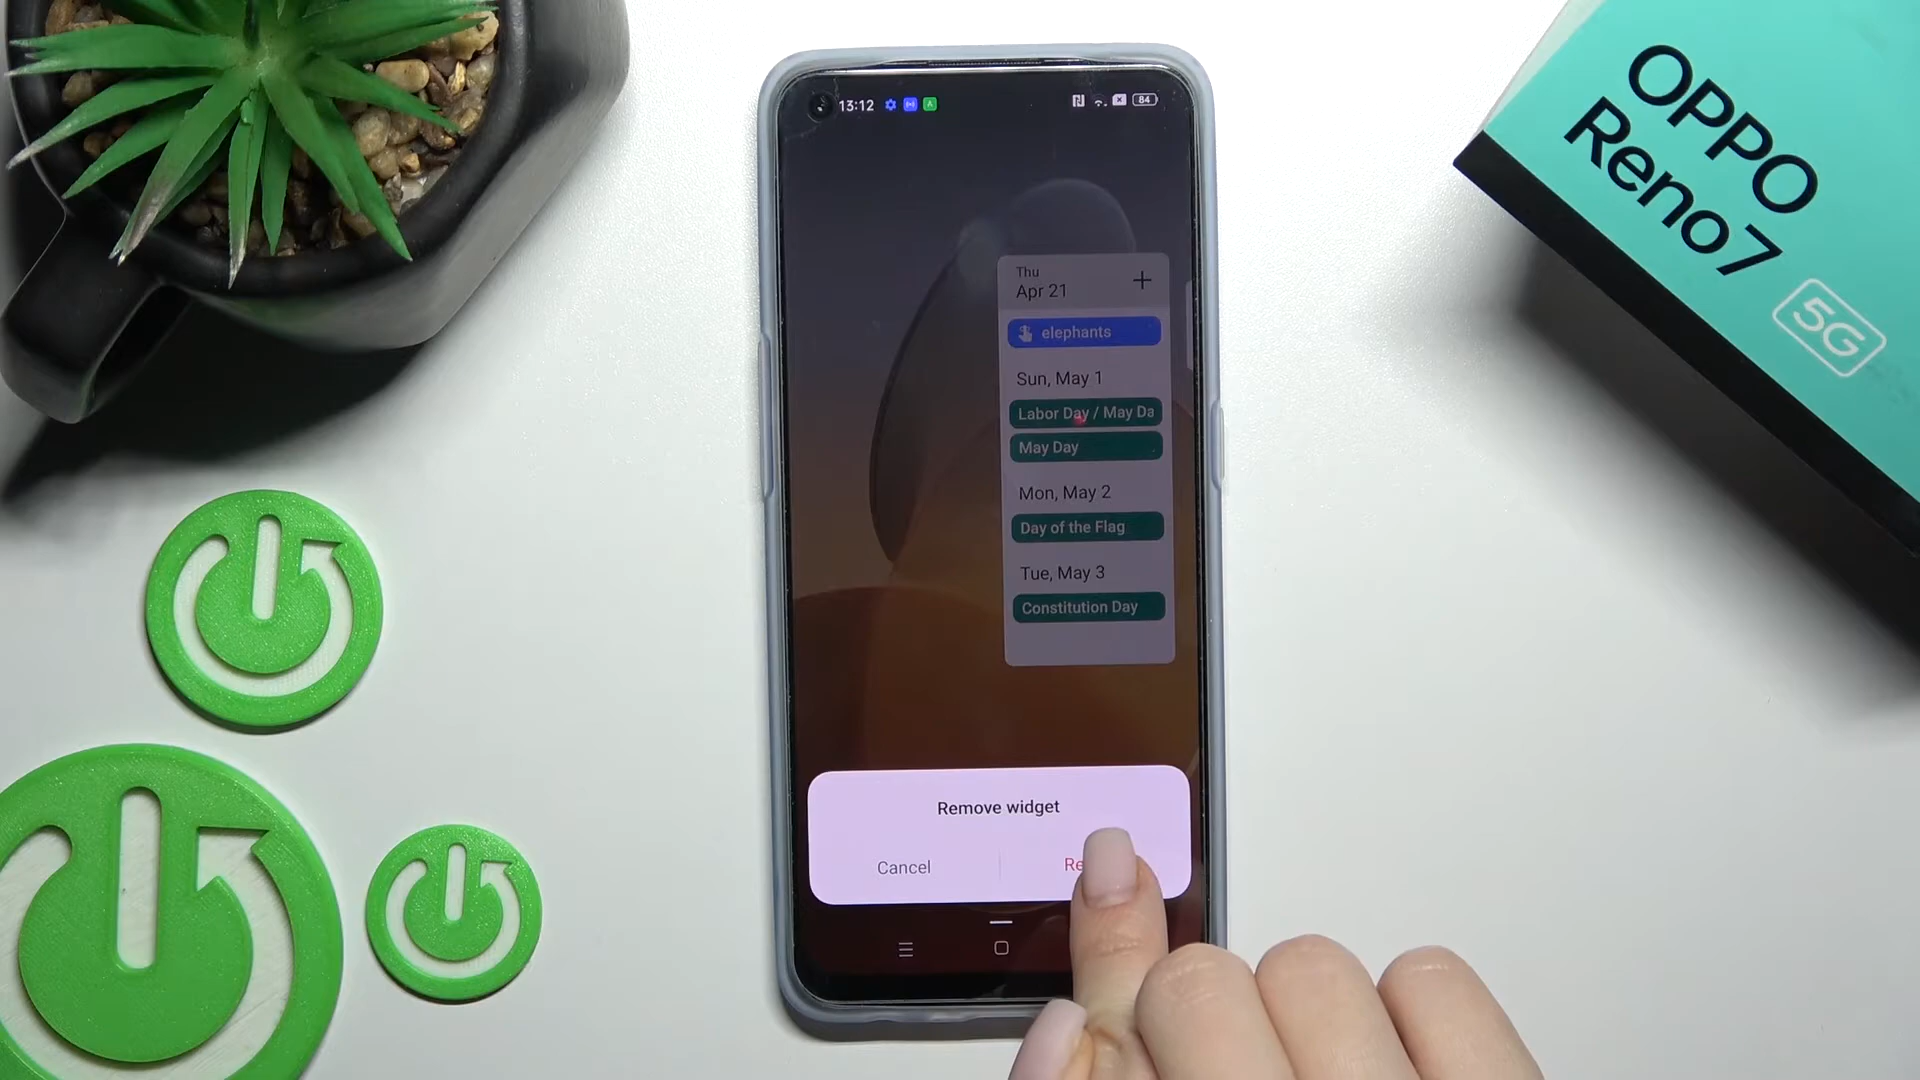 13:12
84
Thu
Apr 21
elephants
Sun, May 1
Labor Day / May Da
May Day
Mon, May 2
Day of the Flag
Tue, May 3
Constitution Day
Remove widget
Cancel
OPPO
Reno7
5G